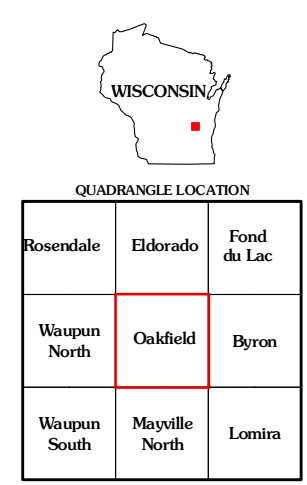 WISCONSIN
QUADRANGLE LOCATION
Rosendale
Eldorado
Fond
du Lac
Waupun
North
Oakfield
Byron
Waupun
South
Mayville
North
Lomira